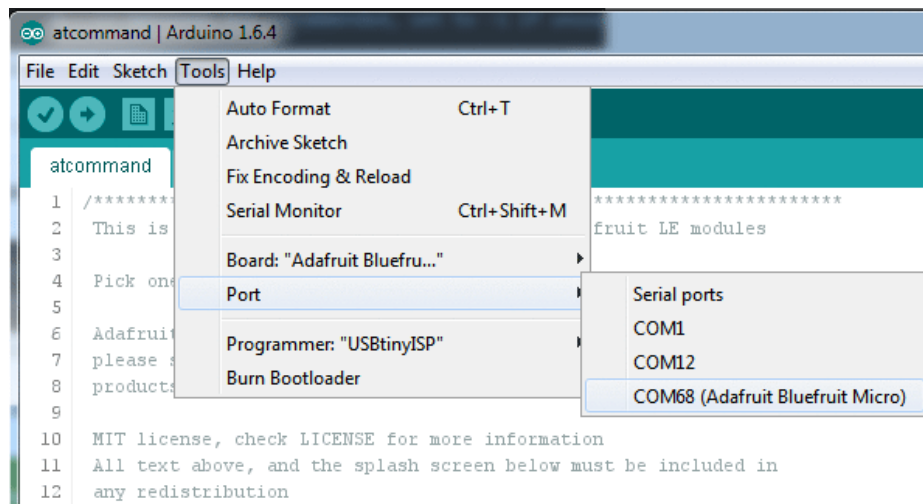 atcommand | Arduino 1.6.4
File Edit Sketch Tools Help
atcommand
Auto Format Ctrl+T
Archive Sketch
Fix Encoding & Reload
Serial Monitor Ctrl+Shift+M
Board: "Adafruit Bluefru..."
Port
Programmer: "USBtinyISP"
Burn Bootloader
Serial ports
COM1
COM12
COM68 (Adafruit Bluefruit Micro)
1 /********* ***********************
2 This is fruit LE modules
3
4 Pick one
5
6 Adafruit
7 please s
8 products
9
10 MIT license, check LICENSE for more information
11 All text above, and the splash screen below must be included in
12 any redistribution